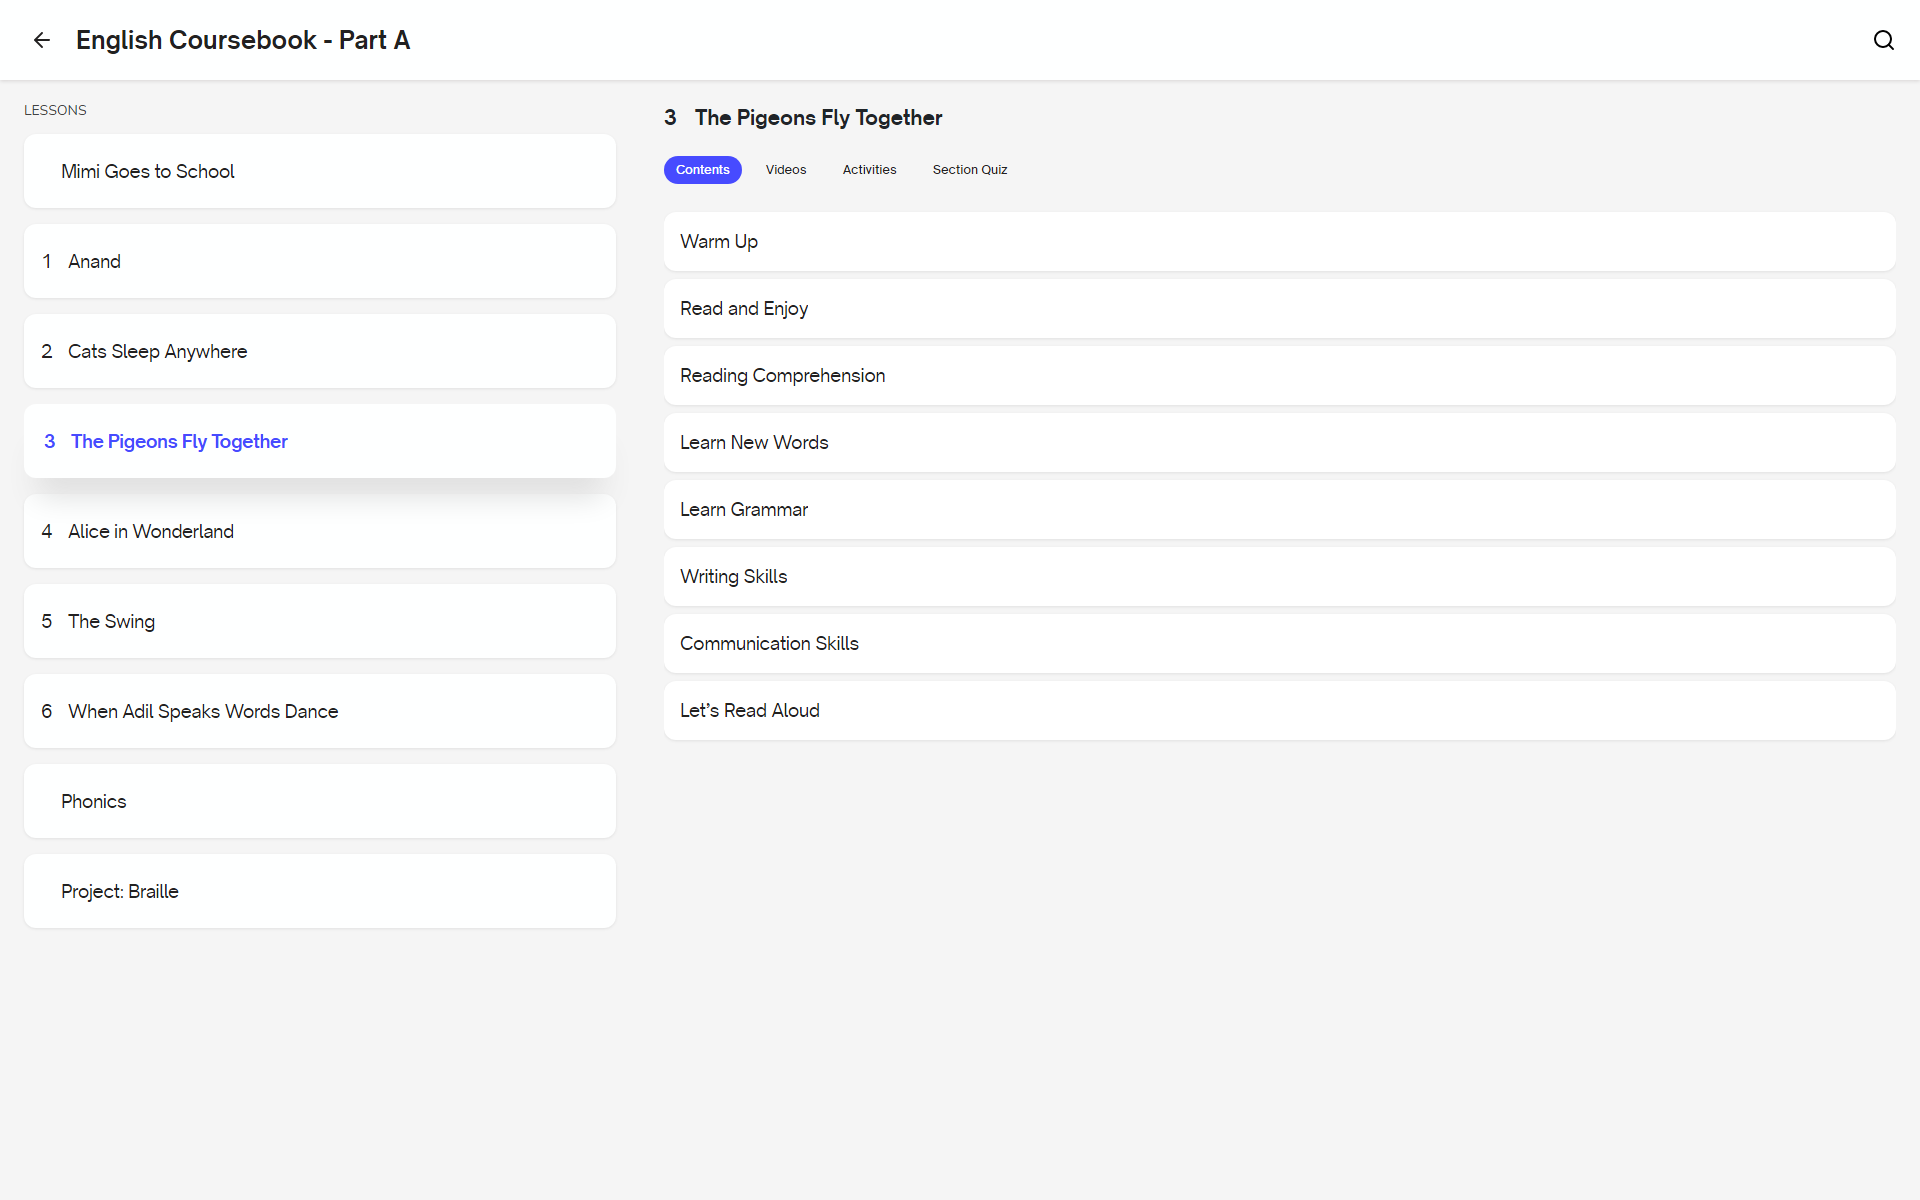 English Coursebook - Part A
LESSONS
Mimi Goes to School
1 Anand
2 Cats Sleep Anywhere
3 The Pigeons Fly Together
4 Alice in Wonderland
5 The Swing
6 When Adil Speaks Words Dance
Phonics
Project: Braille
3 The Pigeons Fly Together
Contents Videos Activities Section Quiz
Warm Up
Read and Enjoy
Reading Comprehension
Learn New Words
Learn Grammar
Writing Skills
Communication Skills
Let’s Read Aloud